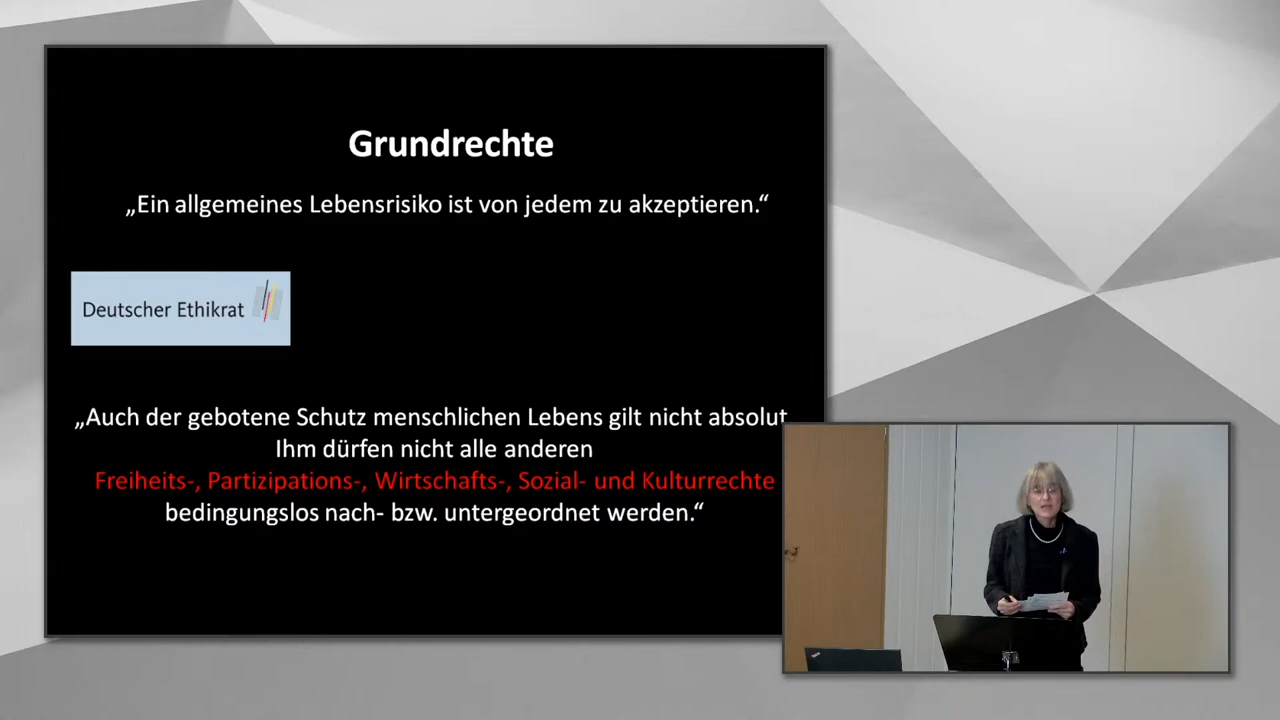 Grundrechte
„Ein allgemeines Lebensrisiko ist von jedem zu akzeptieren.“
Deutscher Ethikrat
„Auch der gebotene Schutz menschlichen Lebens gilt nicht absolut.
Ihm dürfen nicht alle anderen
Freiheits-, Partizipations-, Wirtschafts-, Sozial- und Kulturrechte
bedingungslos nach- bzw. untergeordnet werden.“